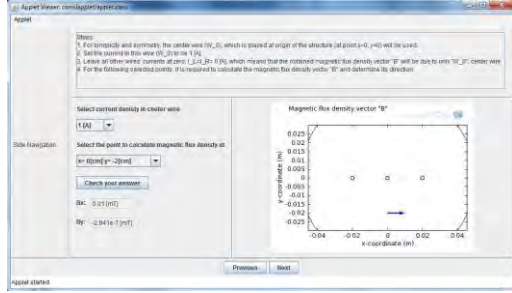 Applet Viewer: coms/applet/applet.class
Applet
Steps:
1. For simplicity and symmetry, the center wire (W_0), which is placed at origin of the structure (at point x=0, y=0) will be used.
2. Set the current in this wire (W_0) to be 1 [A].
3. Leave all other wires' currents at zero, which means that the obtained magnetic flux density vector "B" will be due to only "W_0", center wire
4. For the following selected points, it is required to calculate the magnetic flux density vector "B" and determine its direction
Select current density in center wire
1 [A]
Side Navigation
Select the point to calculate magnetic flux density at
x= 0[cm] y= -2[cm]
Check your answer
Bx: 0.01 [mT]
By: -2.941e-7 [mT]
Magnetic flux density vector "B"
y-coordinate (m)
0.025
0.02
0.015
0.01
0.005
0
-0.005
-0.01
-0.015
-0.02
-0.025
-0.04 -0.02 0 0.02 0.04
x-coordinate (m)
Previous Next
Applet started.